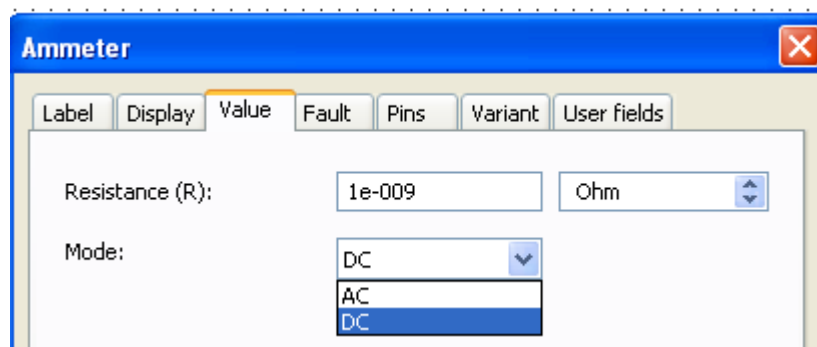 Ammeter
Label Display Value Fault Pins Variant User fields
Resistance (R): 1e-009 Ohm
Mode: DC
AC
DC